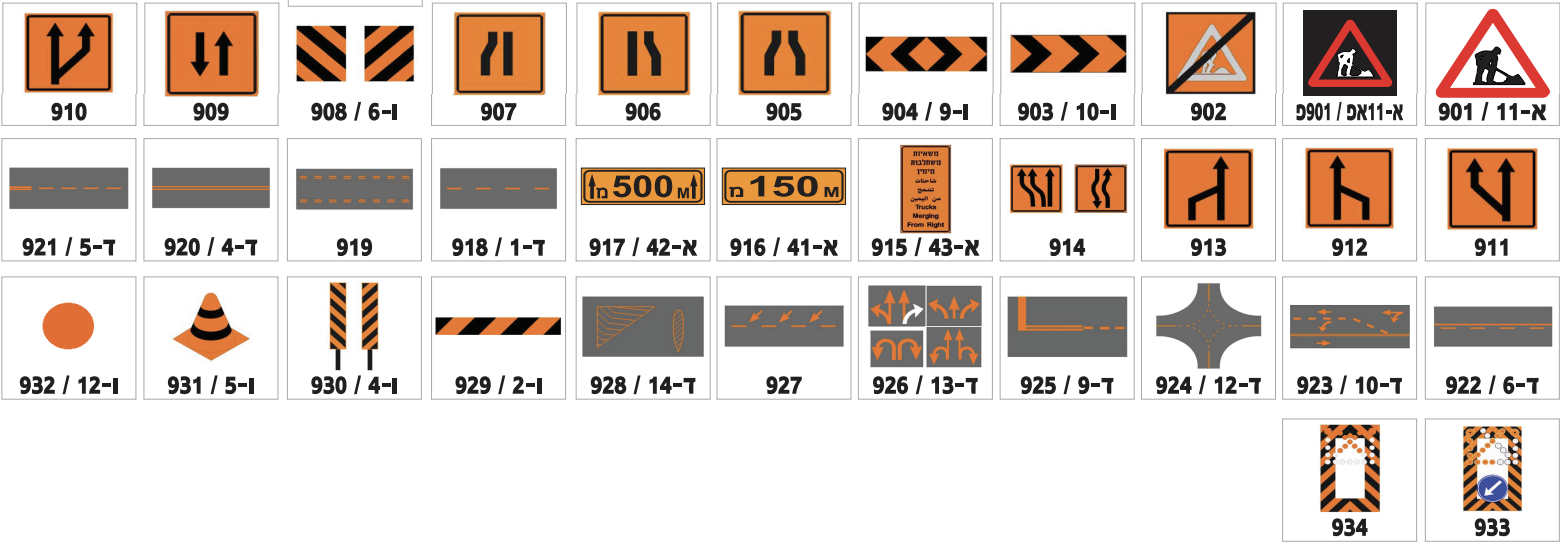 א-11 / 901
א-11אפ / 901פ
902
ו-10 / 903
ו-9 / 904
905
906
907
ו-6 / 908
909
910
911
912
913
914
משאיות
משתלבות
מימין
شاحنات
تندمج
من اليمين
Trucks
Merging
From Right
א-43 / 915
מ 150 M
א-41 / 916
מ 500 M
א-42 / 917
ד-1 / 918
919
ד-4 / 920
ד-5 / 921
ד-6 / 922
ד-10 / 923
ד-12 / 924
ד-9 / 925
ד-13 / 926
927
ד-14 / 928
ו-2 / 929
ו-4 / 930
ו-5 / 931
ו-12 / 932
933
934